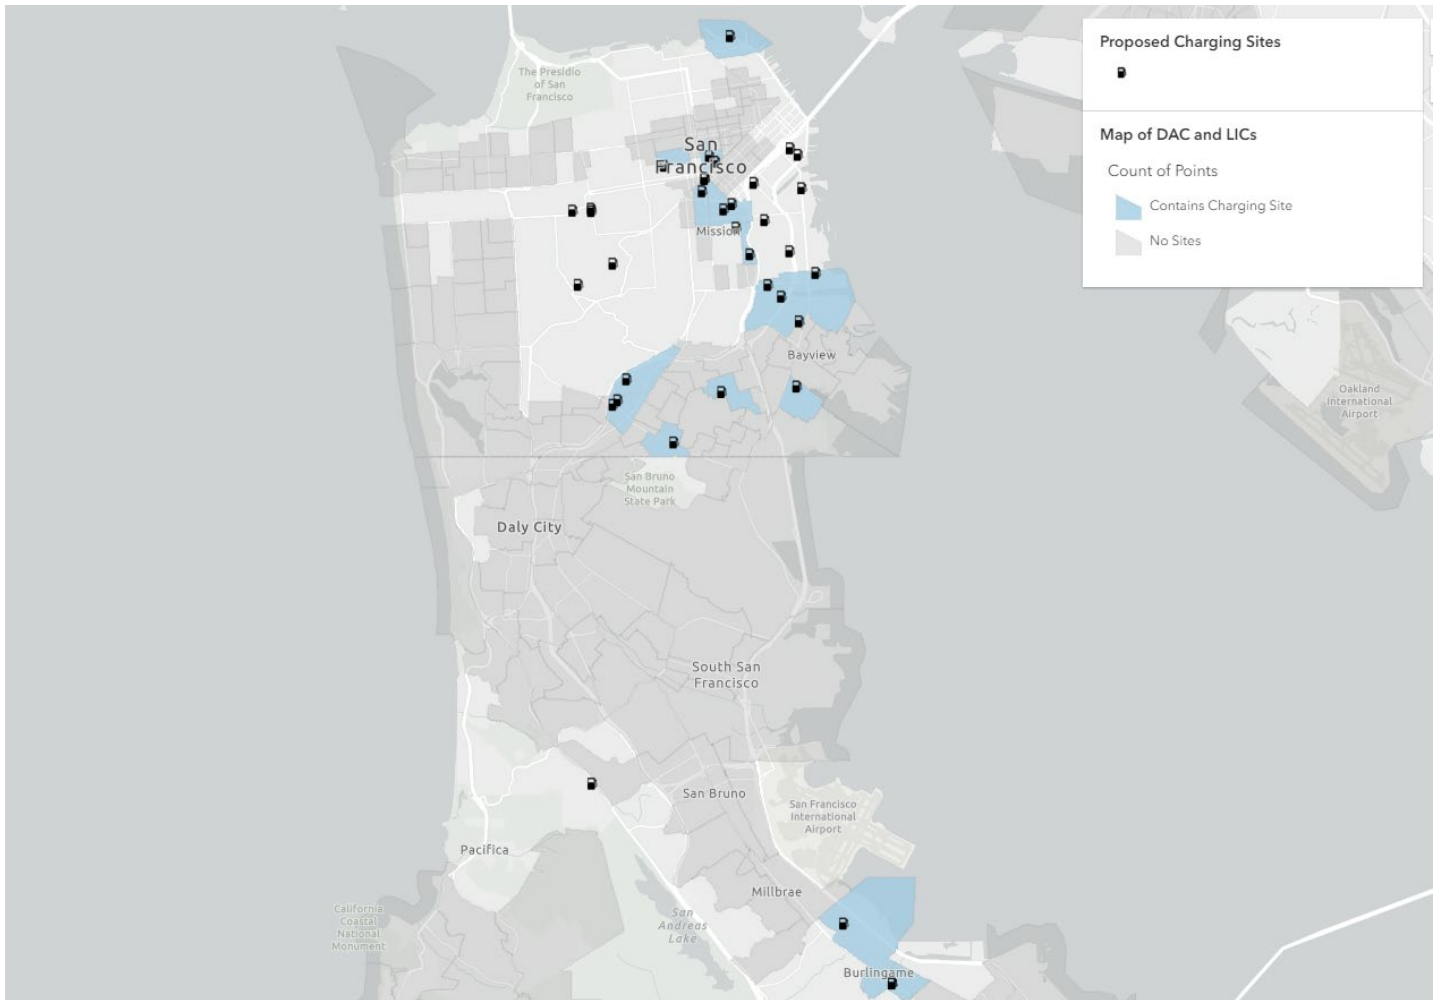 Proposed Charging Sites
Map of DAC and LICs
Count of Points
Contains Charging Site
No Sites
The Presidio
of San
Francisco
San
Francisco
Mission
Bayview
Oakland
International
Airport
San Bruno
Mountain
State Park
Daly City
South San
Francisco
San Bruno
San Francisco
International
Airport
Pacifica
Millbrae
California
Coastal
National
Monument
San
Andreas
Lake
Burlingame